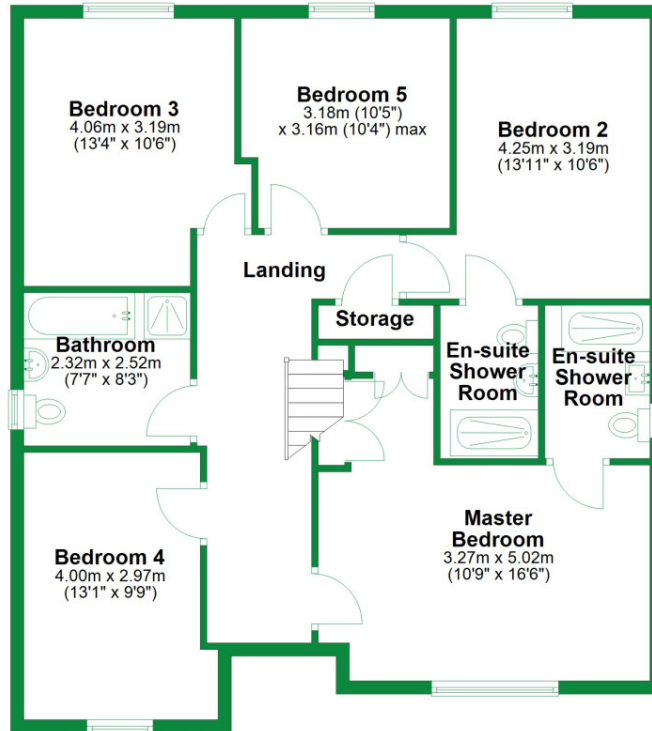 Bedroom 3
4.06m x 3.19m
(13'4" x 10'6")
Bedroom 5
3.18m (10'5")
x 3.16m (10'4") max
Bedroom 2
4.25m x 3.19m
(13'11" x 10'6")
Landing
Storage
Bathroom
2.32m x 2.52m
(7'7" x 8'3")
En-suite
Shower
Room
En-suite
Shower
Room
Bedroom 4
4.00m x 2.97m
(13'1" x 9'9")
Master
Bedroom
3.27m x 5.02m
(10'9" x 16'6")